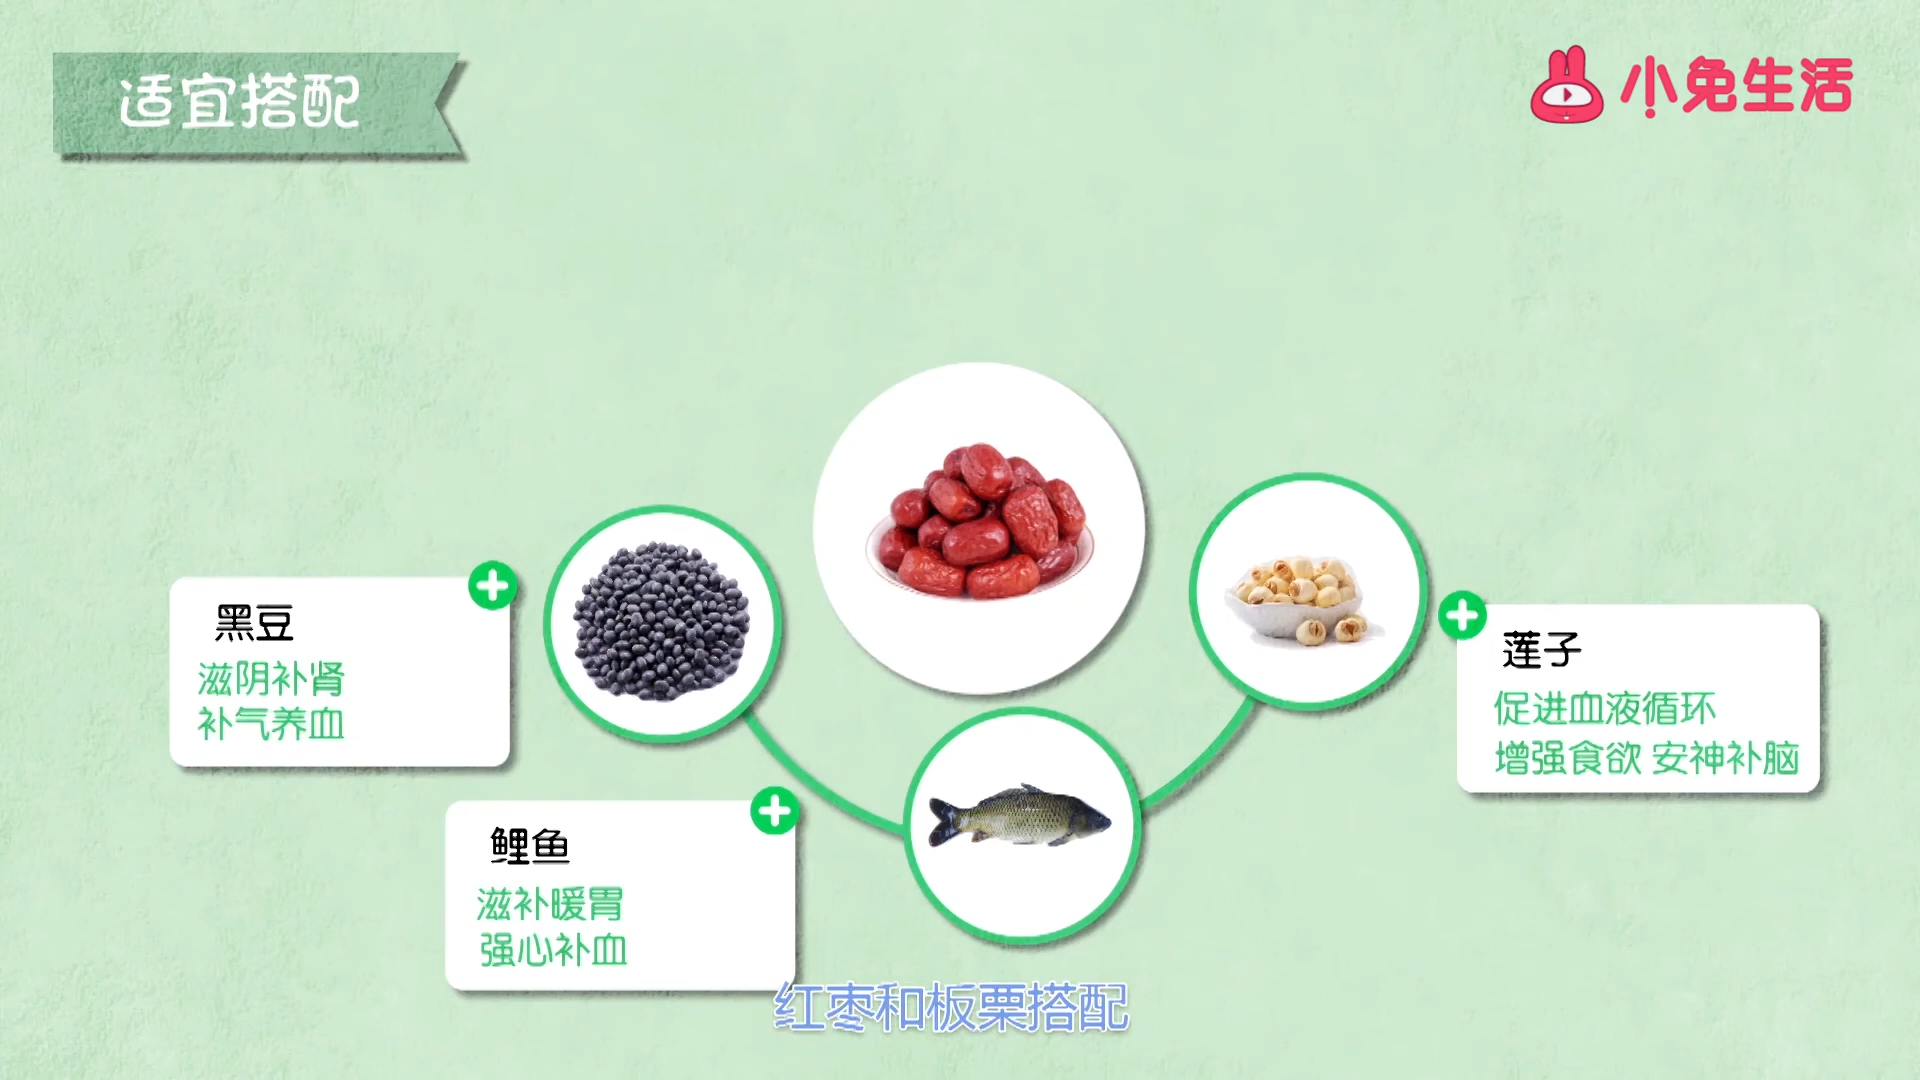 适宜搭配
小兔生活
黑豆
滋阴补肾
补气养血
鲤鱼
滋补暖胃
强心补血
莲子
促进血液循环
增强食欲 安神补脑
红枣和板栗搭配